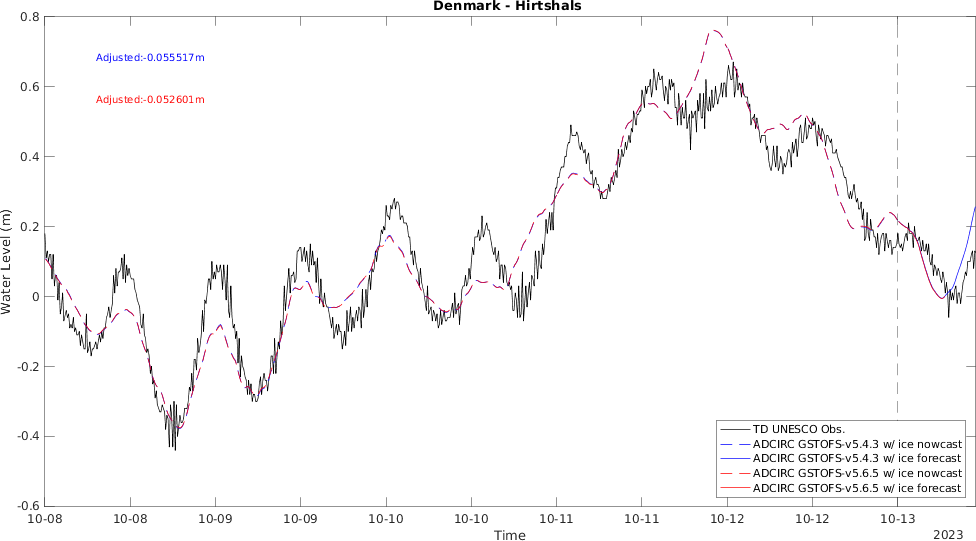 Denmark - Hirtshals
0.8
Adjusted:-0.055517m
Adjusted:-0.052601m
0.6
0.4
0.2
0
-0.2
-0.4
-0.6
Water Level (m)
TD UNESCO Obs.
ADCIRC GSTOFS-v5.4.3 w/ ice nowcast
ADCIRC GSTOFS-v5.4.3 w/ ice forecast
ADCIRC GSTOFS-v5.6.5 w/ ice nowcast
ADCIRC GSTOFS-v5.6.5 w/ ice forecast
10-08 10-08 10-09 10-09 10-10 10-10 10-11 10-11 10-12 10-12 10-13
Time
2023